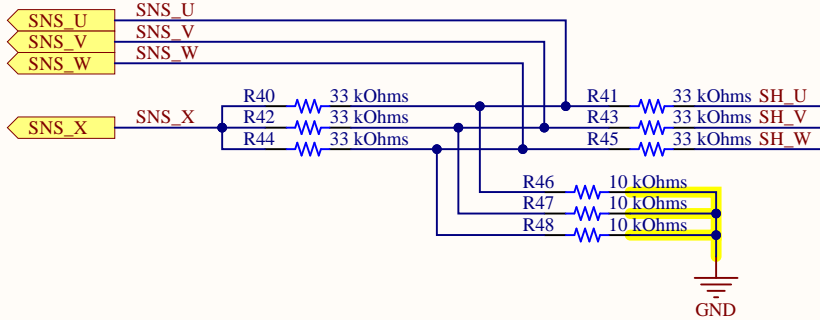 SNS_U SNS_U
SNS_V SNS_V
SNS_W SNS_W
R40 33 kOhms R41 33 kOhms SH_U
SNS_X SNS_X R42 33 kOhms R43 33 kOhms SH_V
R44 33 kOhms R45 33 kOhms SH_W
R46 10 kOhms
R47 10 kOhms
R48 10 kOhms
GND